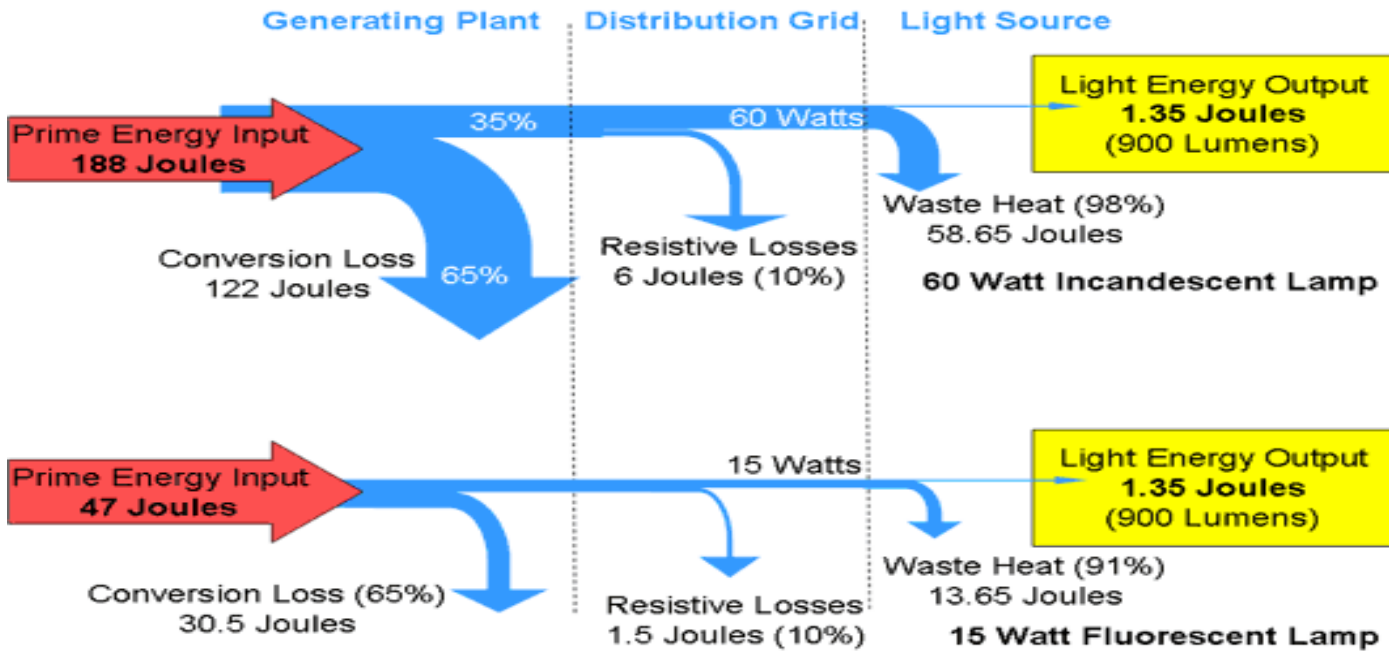 Generating Plant
Distribution Grid
Light Source
Prime Energy Input
188 Joules
35%
60 Watts
Light Energy Output
1.35 Joules
(900 Lumens)
Conversion Loss
122 Joules
65%
Resistive Losses
6 Joules (10%)
Waste Heat (98%)
58.65 Joules
60 Watt Incandescent Lamp
Prime Energy Input
47 Joules
15 Watts
Light Energy Output
1.35 Joules
(900 Lumens)
Conversion Loss (65%)
30.5 Joules
Resistive Losses
1.5 Joules (10%)
Waste Heat (91%)
13.65 Joules
15 Watt Fluorescent Lamp